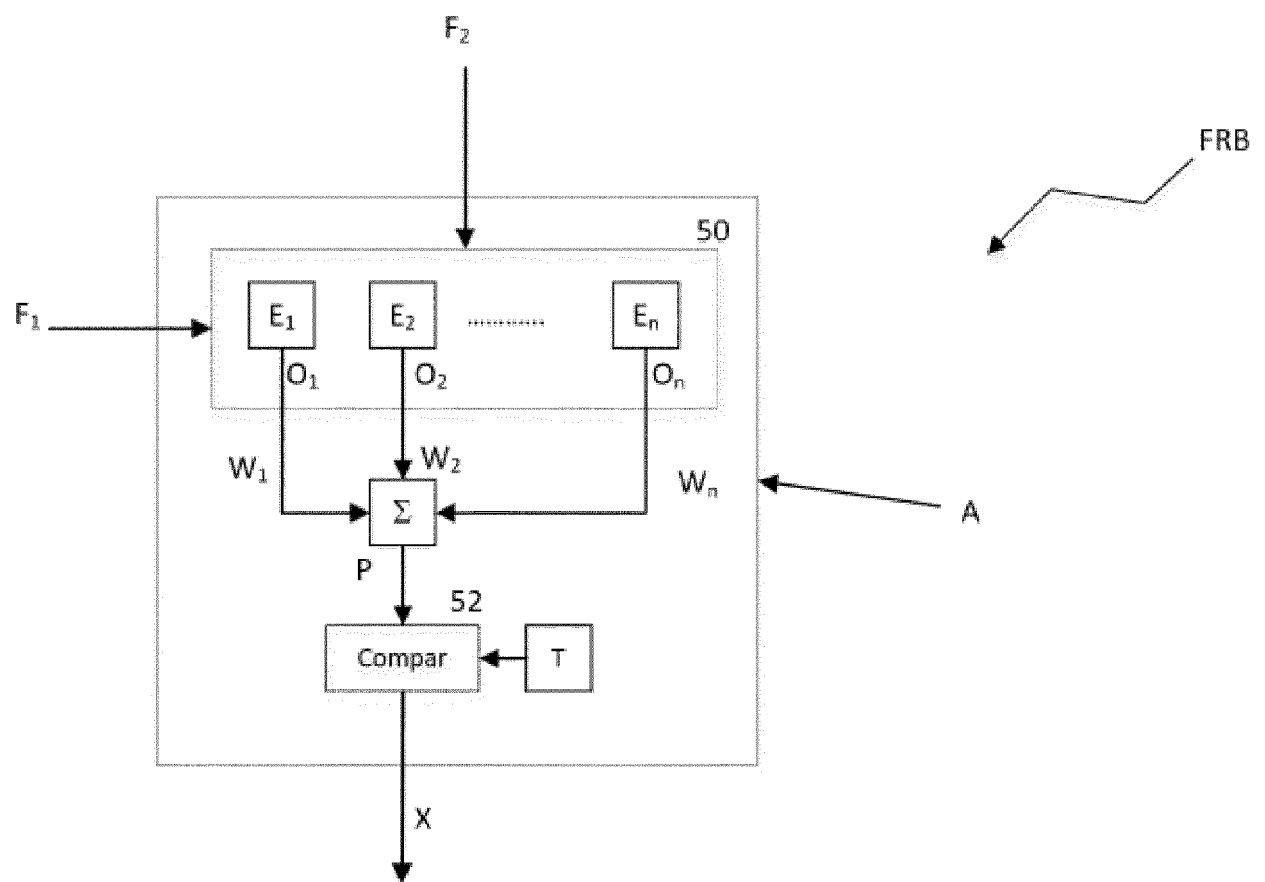 F₂
FRB
50
F₁
E₁ E₂ ........... Eₙ
O₁ O₂ Oₙ
W₁ W₂ Wₙ
Σ
A
P
52
Compar T
X